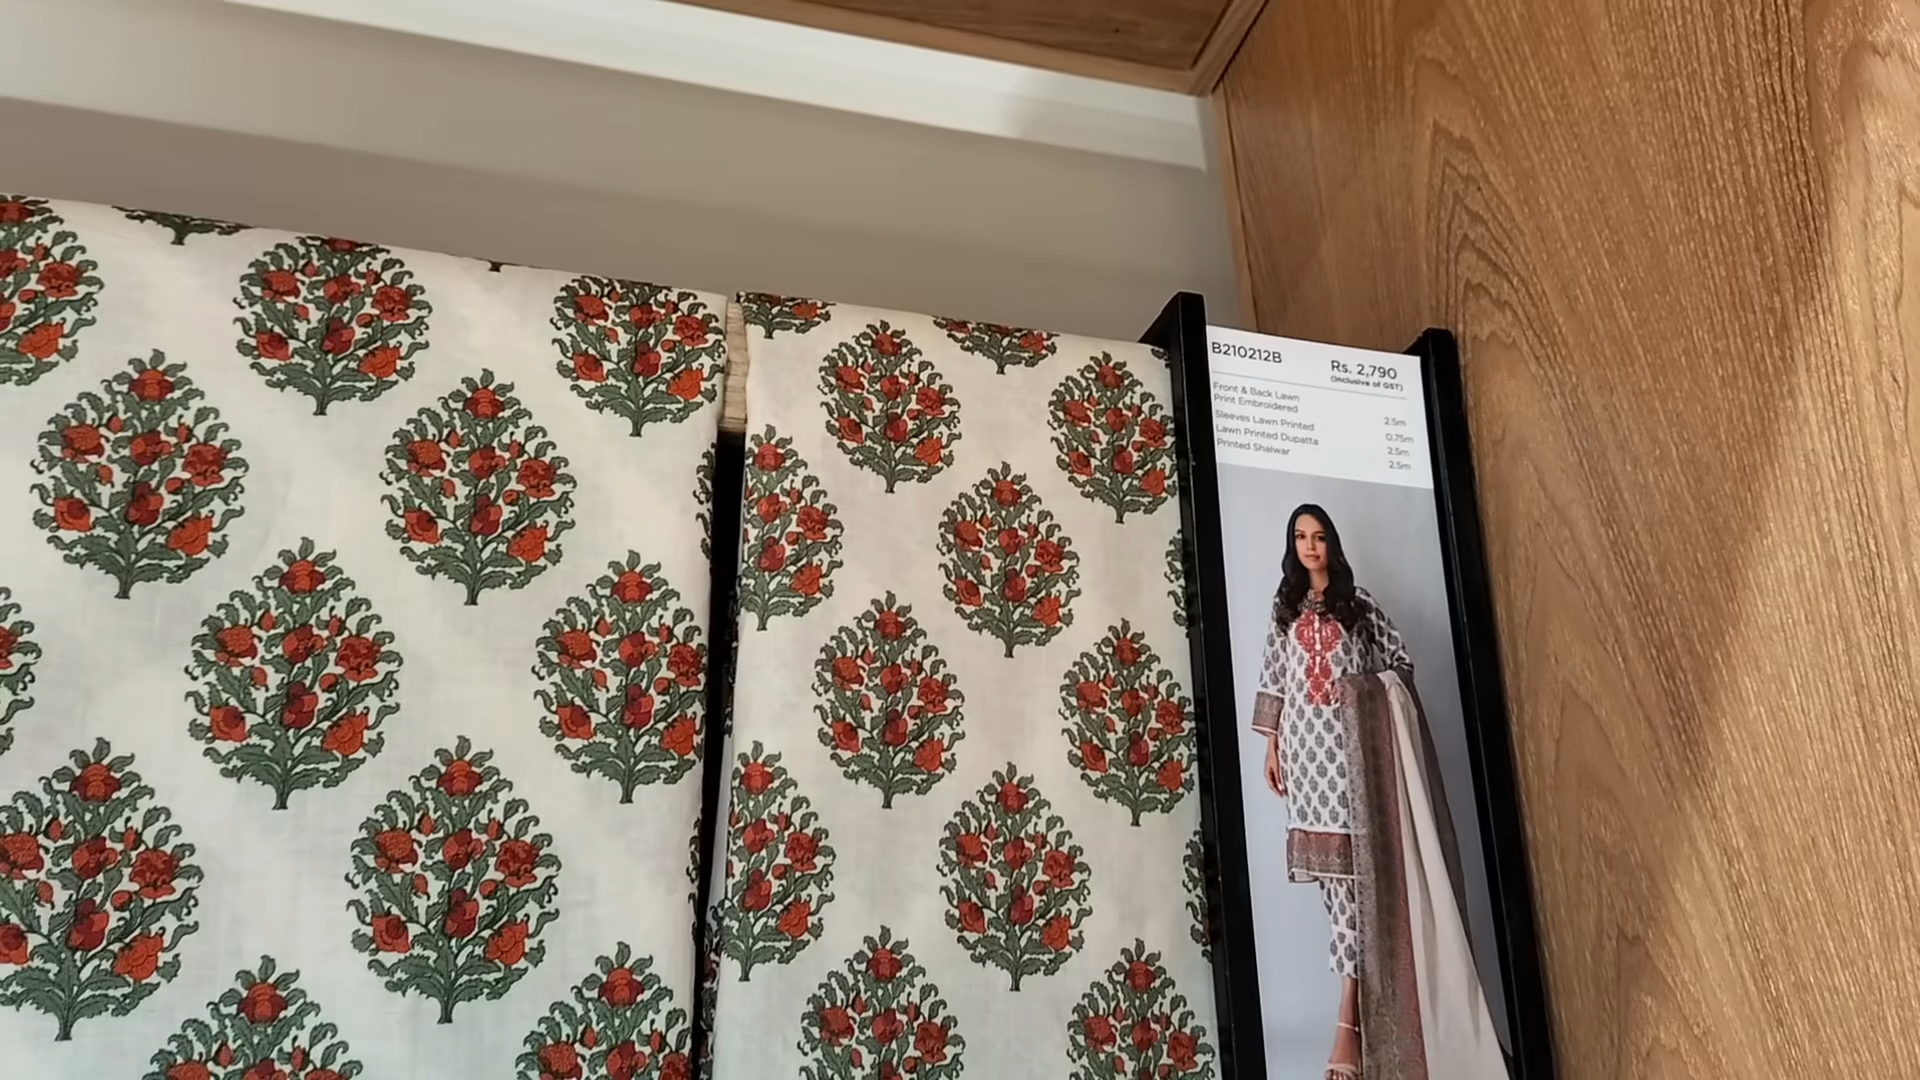 B210212B
Rs. 2,790
(Inclusive of GST)
Front & Back Lawn
Print Embroidered 2.5m
Sleeves Lawn Printed 0.75m
Lawn Printed Dupatta 2.5m
Printed Shalwar 2.5m